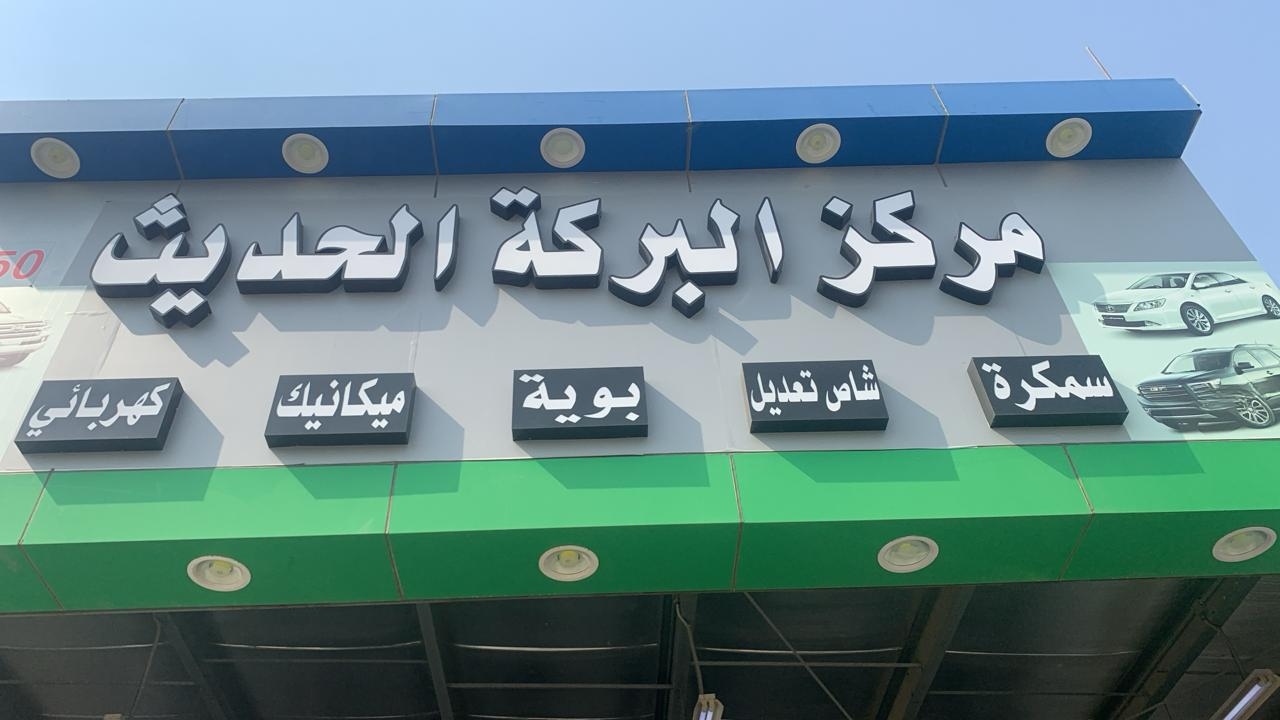 مركز البركة الحديث
سمكرة
شاص تعديل
بوية
ميكانيك
كهربائي